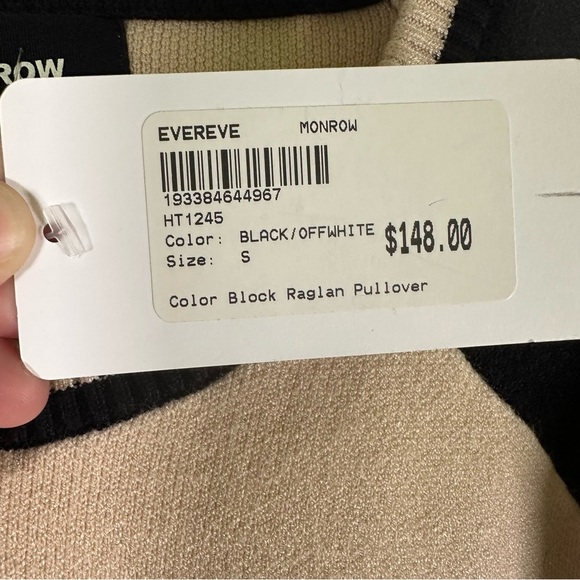 ROW
EVEREVE MONROW
193384644967
HT1245
Color: BLACK/OFFWHITE $148.00
Size: S
Color Block Raglan Pullover